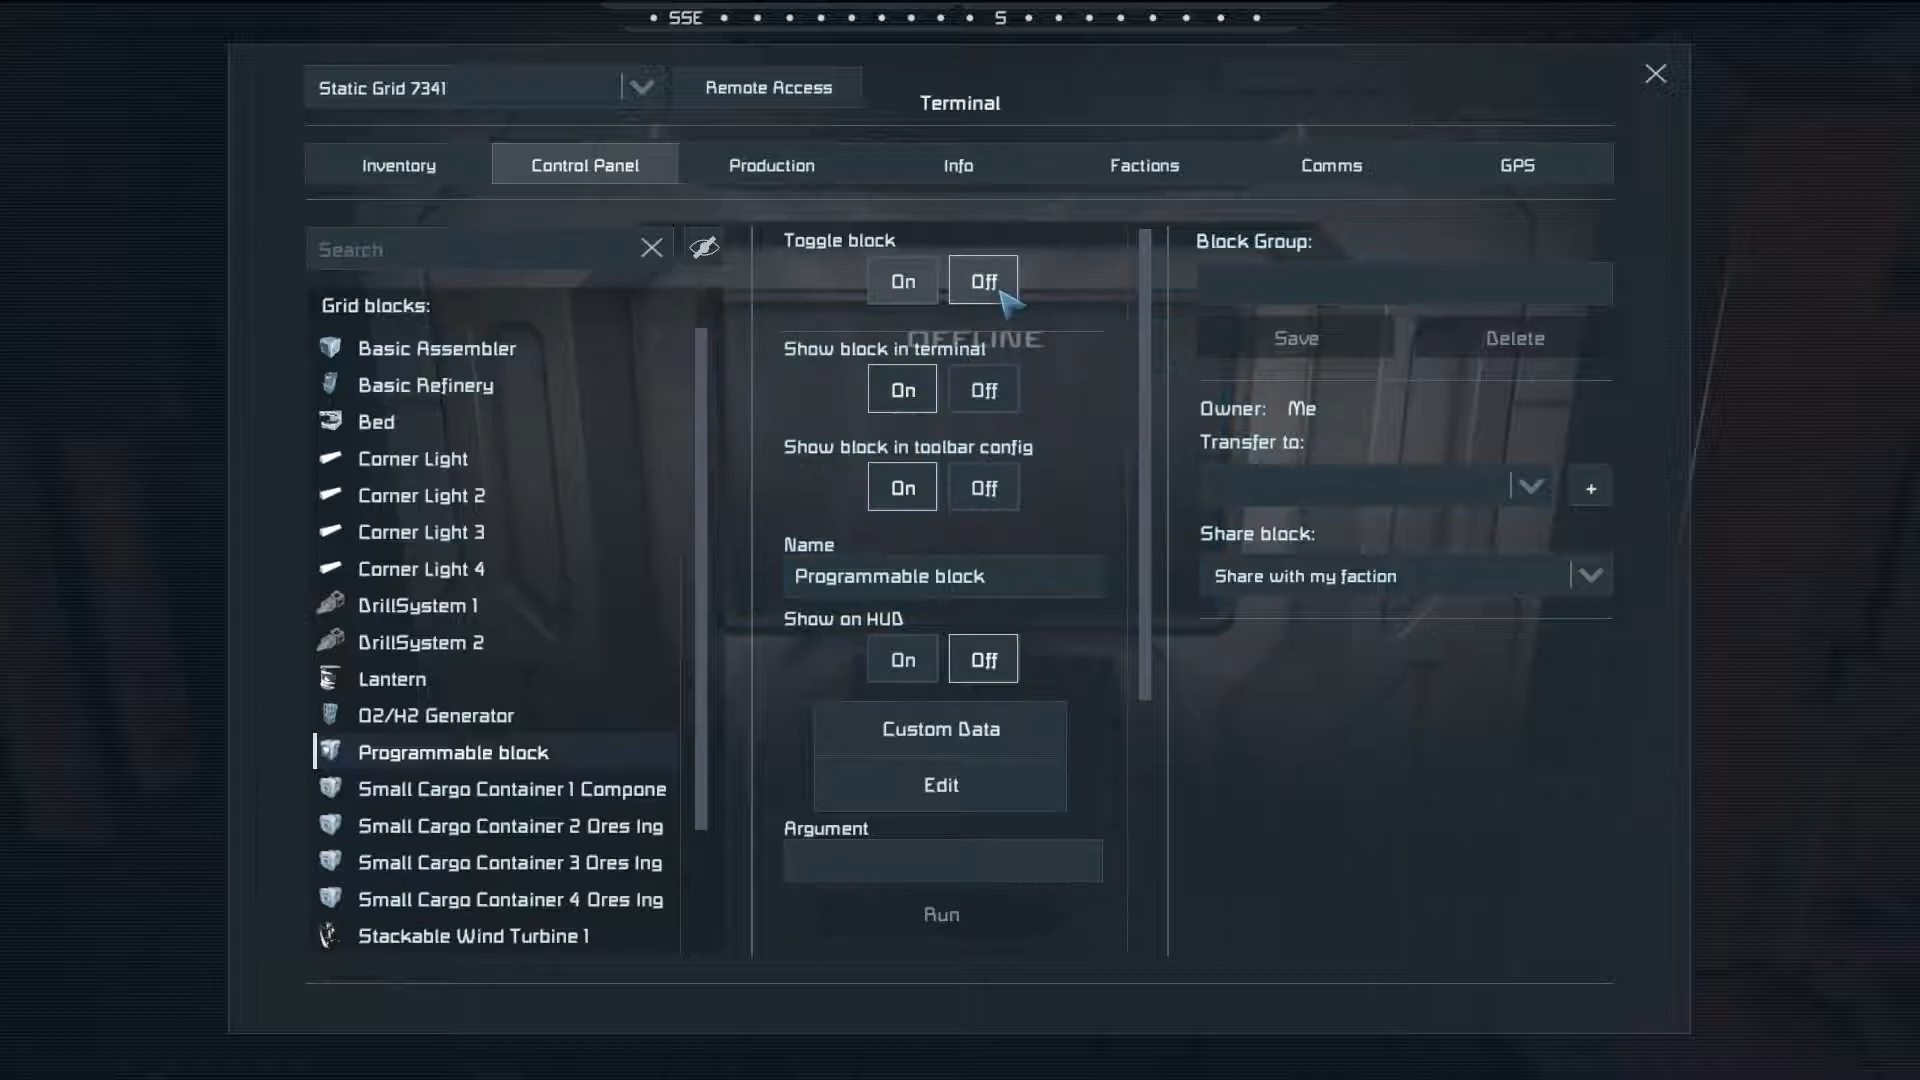 SSE
S
Static Grid 7341
Remote Access
Terminal
Inventory
Control Panel
Production
Info
Factions
Comms
GPS
Search
Grid blocks:
Basic Assembler
Basic Refinery
Bed
Corner Light
Corner Light 2
Corner Light 3
Corner Light 4
DrillSystem 1
DrillSystem 2
Lantern
O2/H2 Generator
Programmable block
Small Cargo Container 1 Compone
Small Cargo Container 2 Ores Ing
Small Cargo Container 3 Ores Ing
Small Cargo Container 4 Ores Ing
Stackable Wind Turbine 1
Toggle block
On Off
OFFLINE
Show block in terminal
On Off
Show block in toolbar config
On Off
Name
Programmable block
Show on HUD
On Off
Custom Data
Edit
Argument
Run
Block Group:
Save Delete
Owner: Me
Transfer to:
+
Share block:
Share with my faction